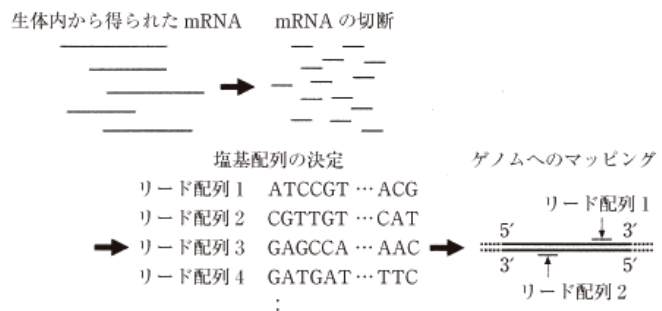 生体内から得られた mRNA
mRNA の切断
塩基配列の決定
リード配列 1 ATCCGT … ACG
リード配列 2 CGTTGT … CAT
リード配列 3 GAGCCA … AAC
リード配列 4 GATGAT … TTC
⋮
ゲノムへのマッピング
リード配列 1
5′ 3′
3′ 5′
リード配列 2